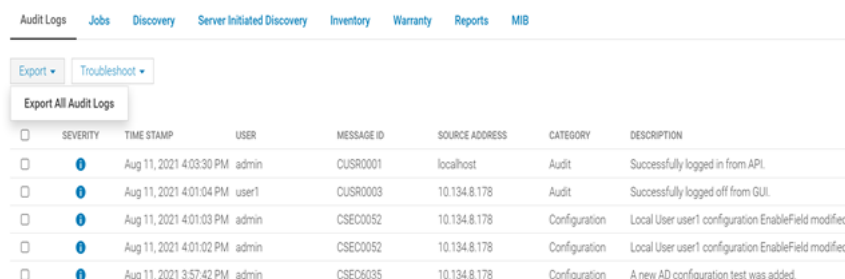 Audit Logs Jobs Discovery Server Initiated Discovery Inventory Warranty Reports MIB
Export Troubleshoot
Export All Audit Logs
SEVERITY TIME STAMP USER MESSAGE ID SOURCE ADDRESS CATEGORY DESCRIPTION
Aug 11, 2021 4:03:30 PM admin CUSR0001 localhost Audit Successfully logged in from API.
Aug 11, 2021 4:01:04 PM user1 CUSR0003 10.134.8.178 Audit Successfully logged off from GUI.
Aug 11, 2021 4:01:03 PM admin CSEC0052 10.134.8.178 Configuration Local User user1 configuration EnableField modified
Aug 11, 2021 4:01:02 PM admin CSEC0052 10.134.8.178 Configuration Local User user1 configuration EnableField modified
Aug 11, 2021 3:57:42 PM admin CSEC6035 10.134.8.178 Configuration A new AD configuration test was added.